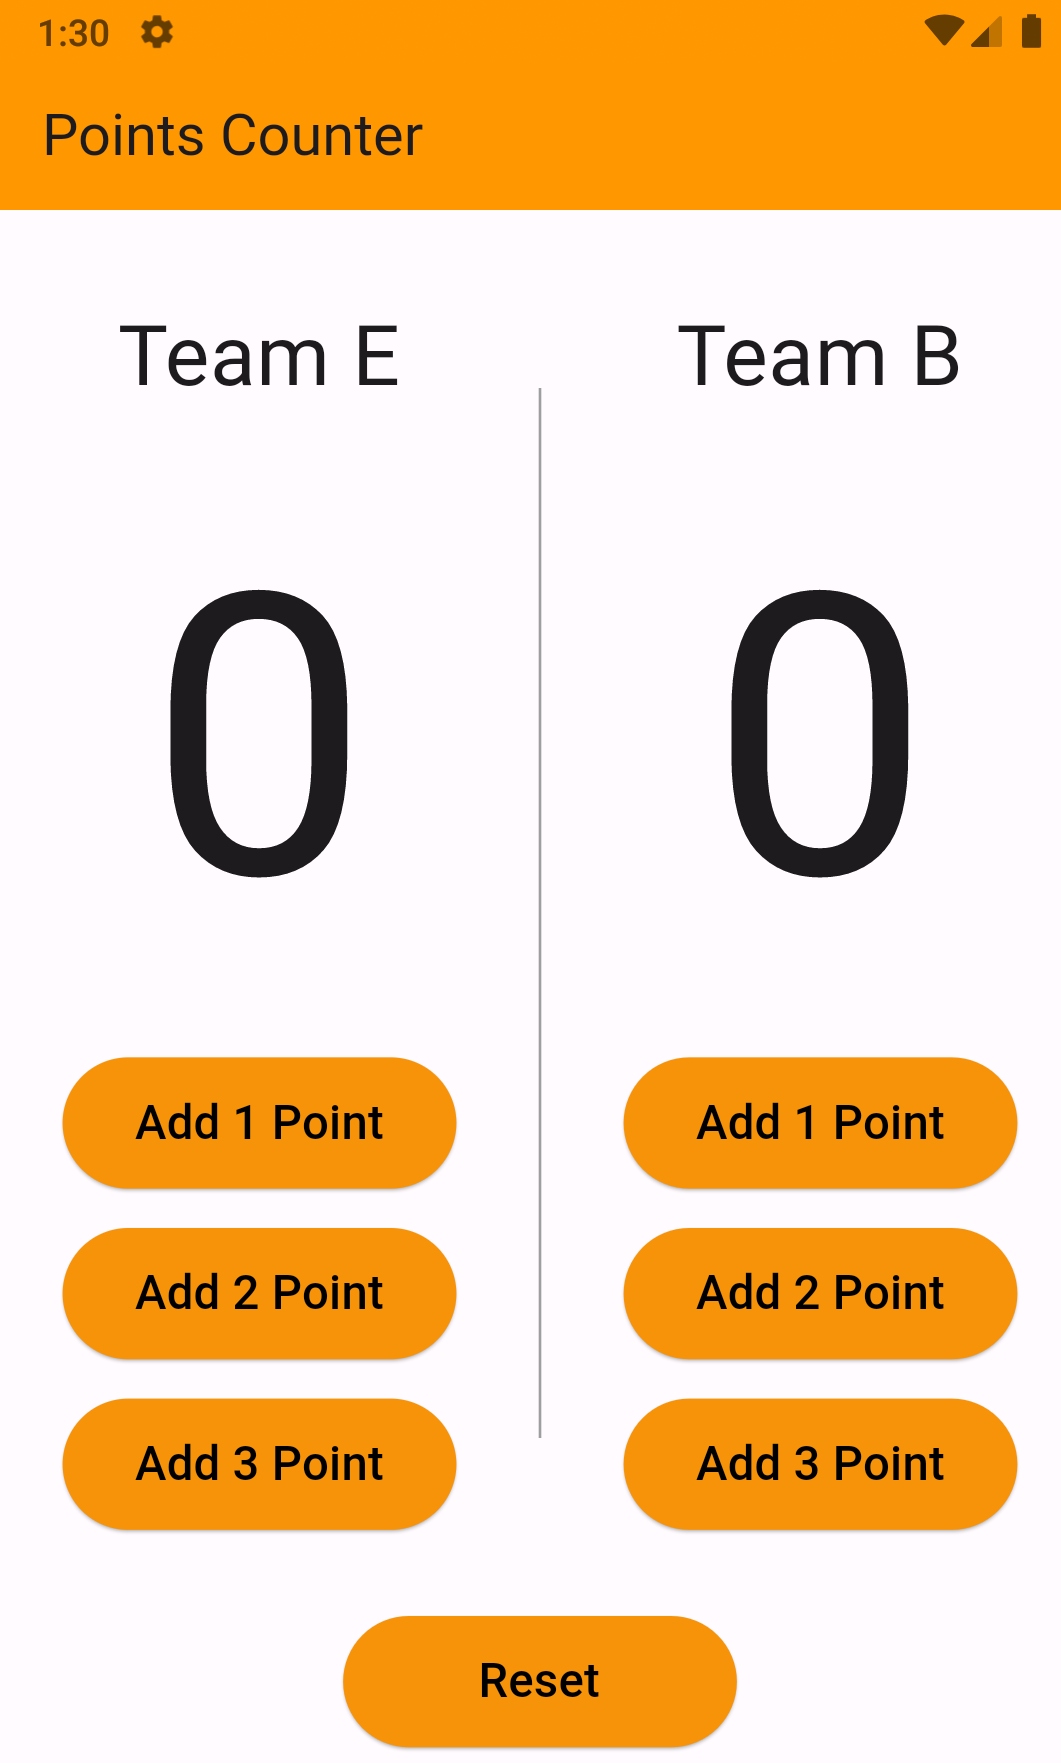 1:30
Points Counter
Team E
Team B
0
0
Add 1 Point
Add 1 Point
Add 2 Point
Add 2 Point
Add 3 Point
Add 3 Point
Reset